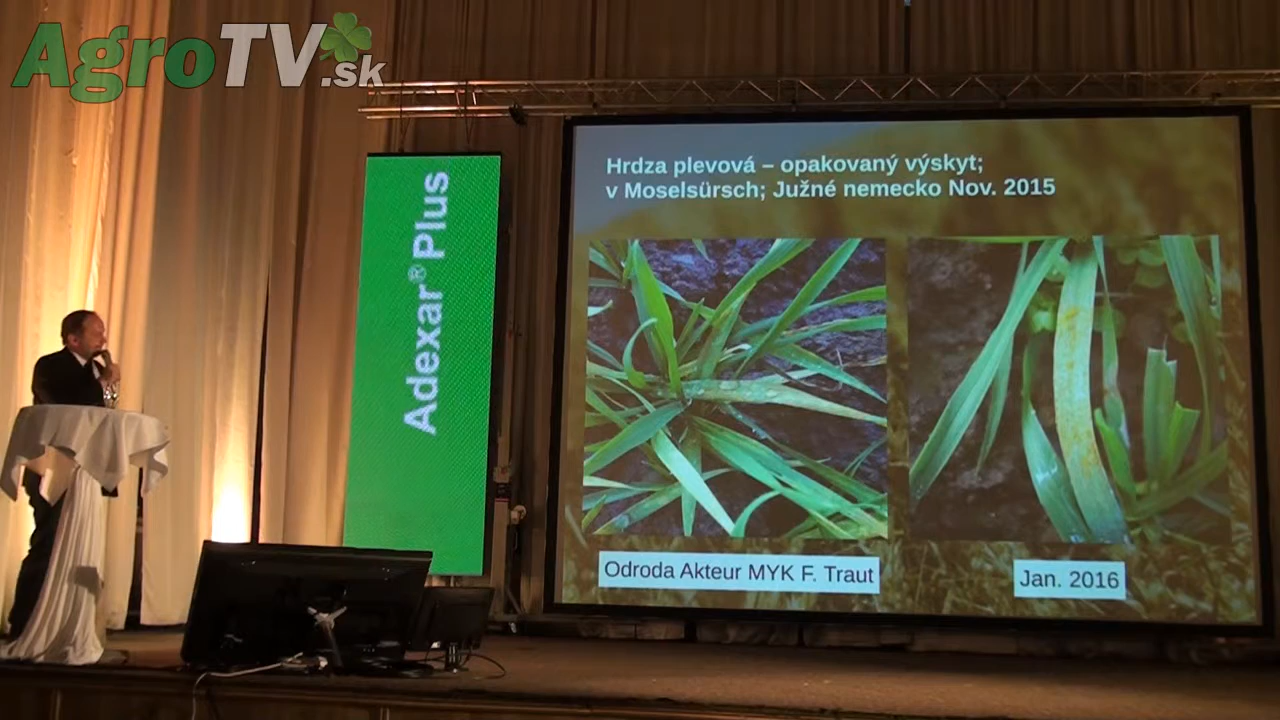 AgroTV.sk
Adexar® Plus
Hrdza plevová – opakovaný výskyt;
v Moselsürsch; Južné nemecko Nov. 2015
Odroda Akteur MYK F. Traut
Jan. 2016